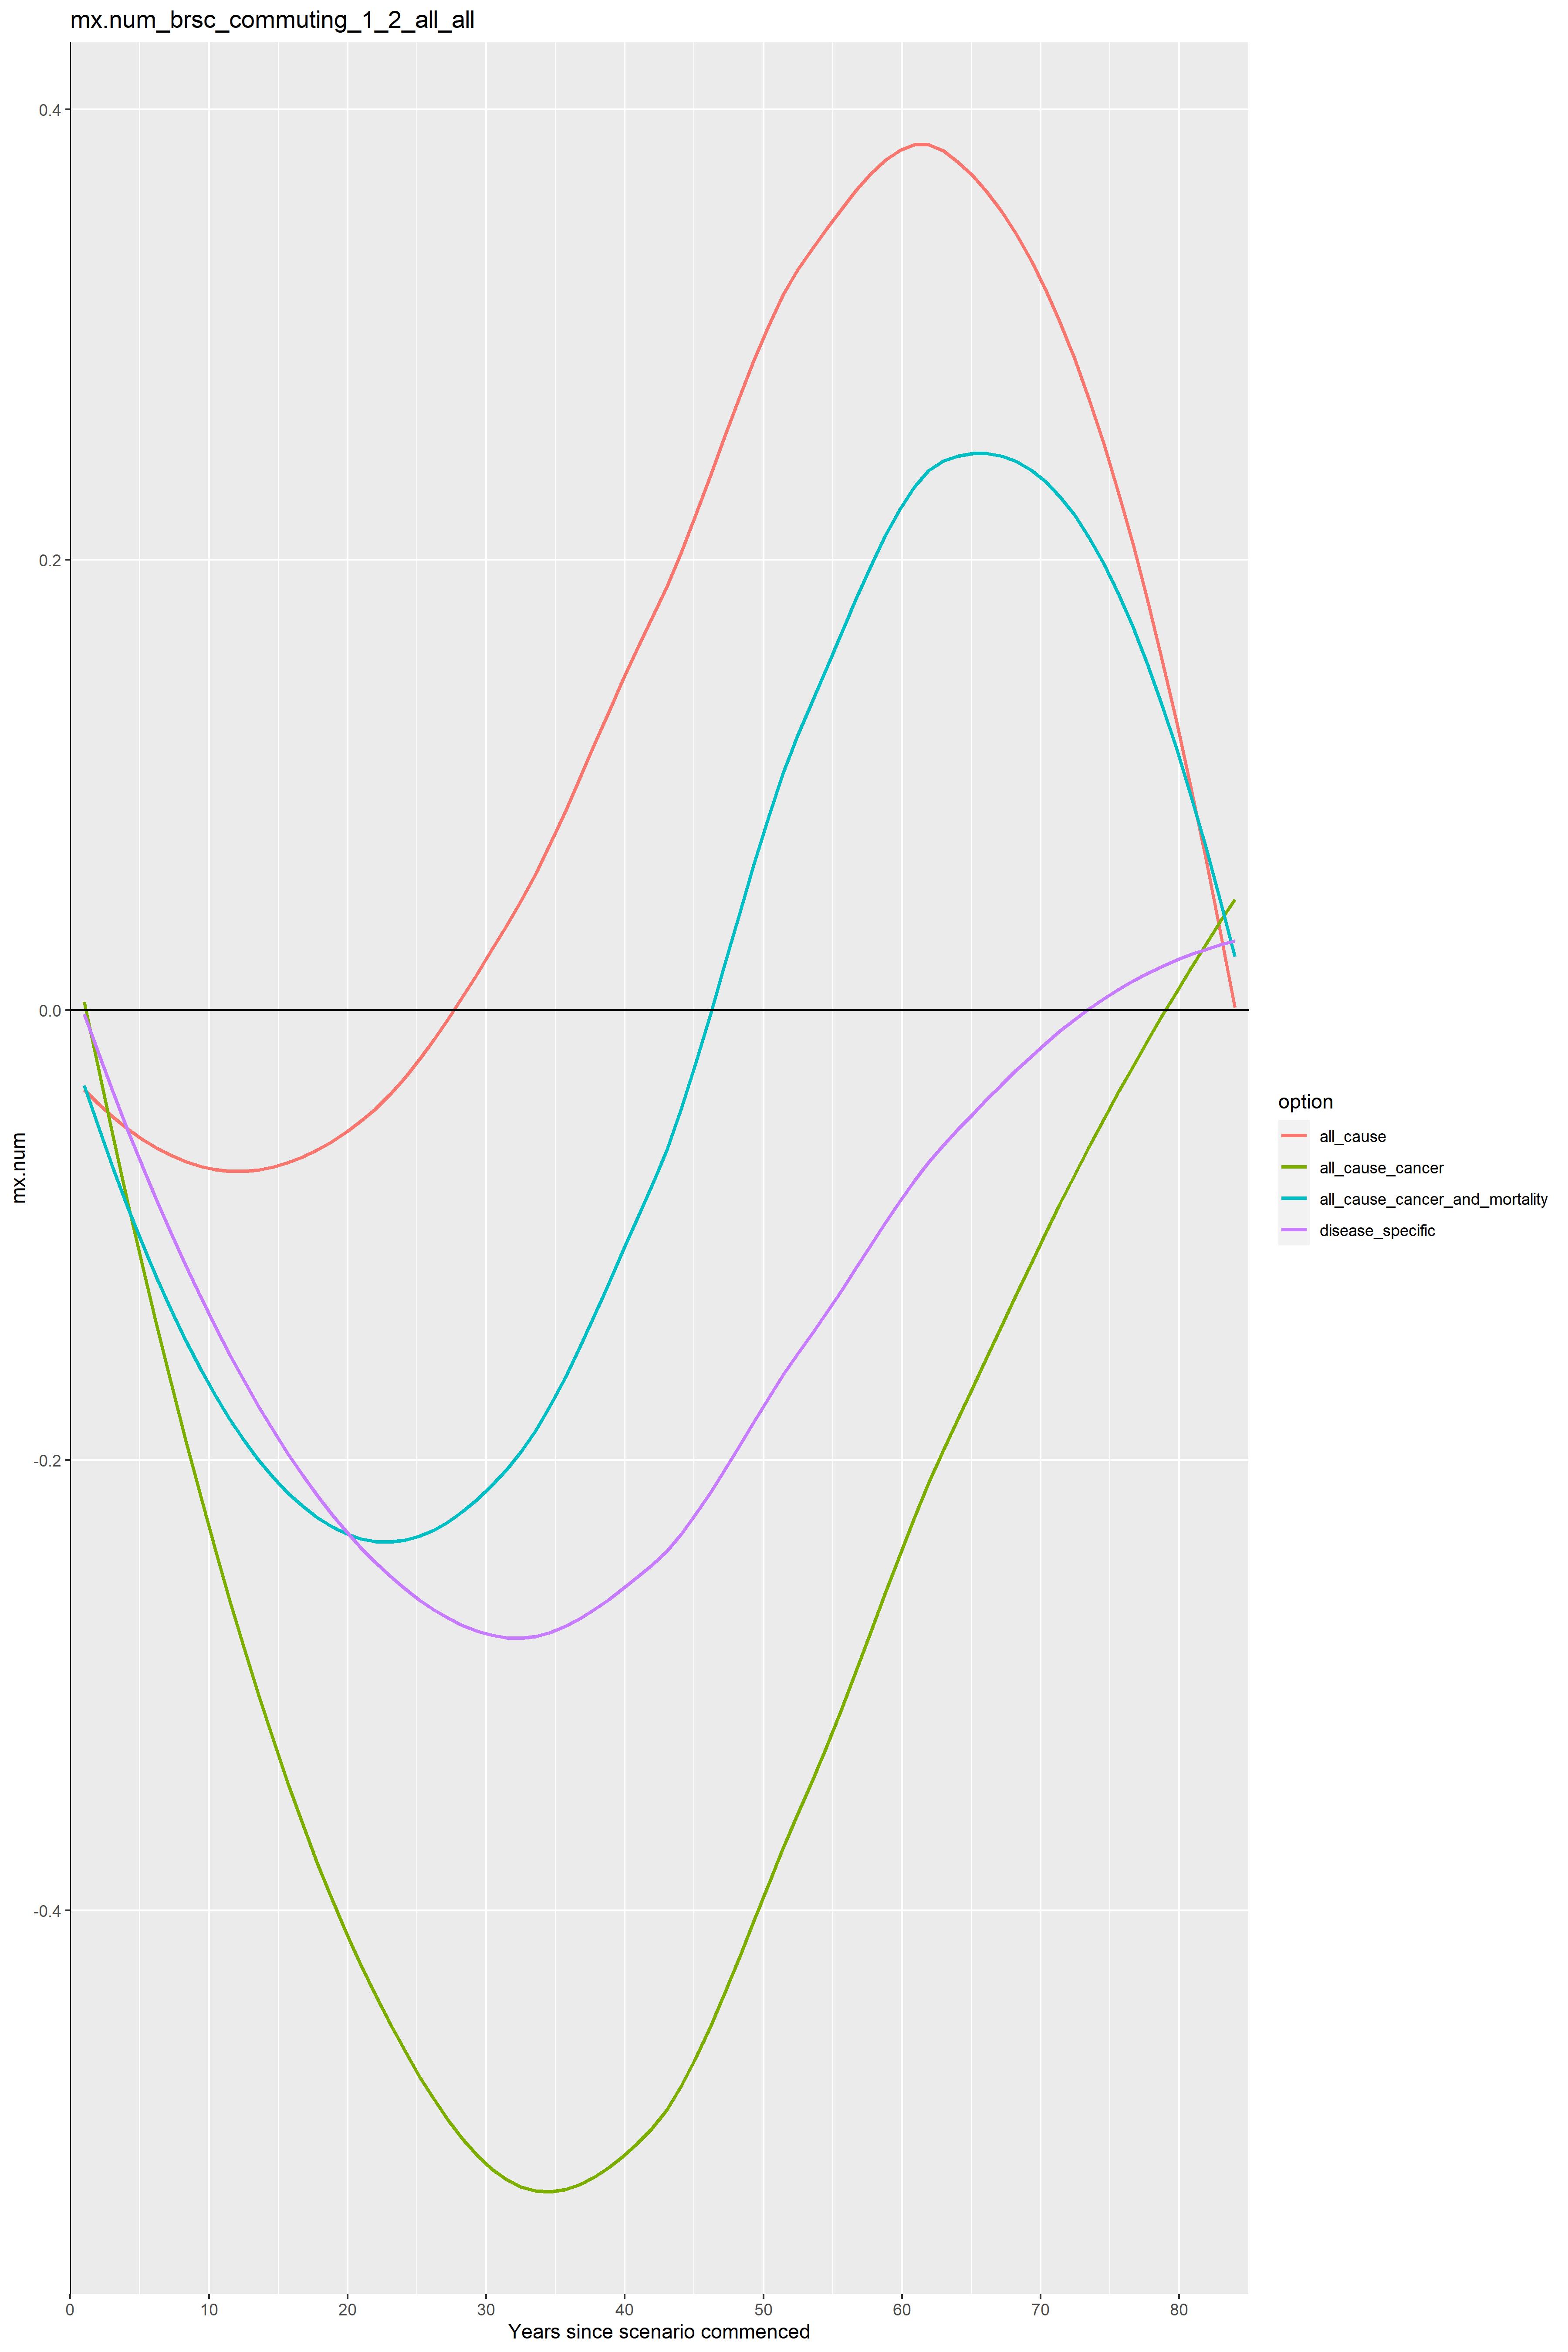 mx.num_brsc_commuting_1_2_all_all
0.4
0.2
0.0
-0.2
-0.4
mx.num
0 10 20 30 40 50 60 70 80
Years since scenario commenced
option
all_cause
all_cause_cancer
all_cause_cancer_and_mortality
disease_specific